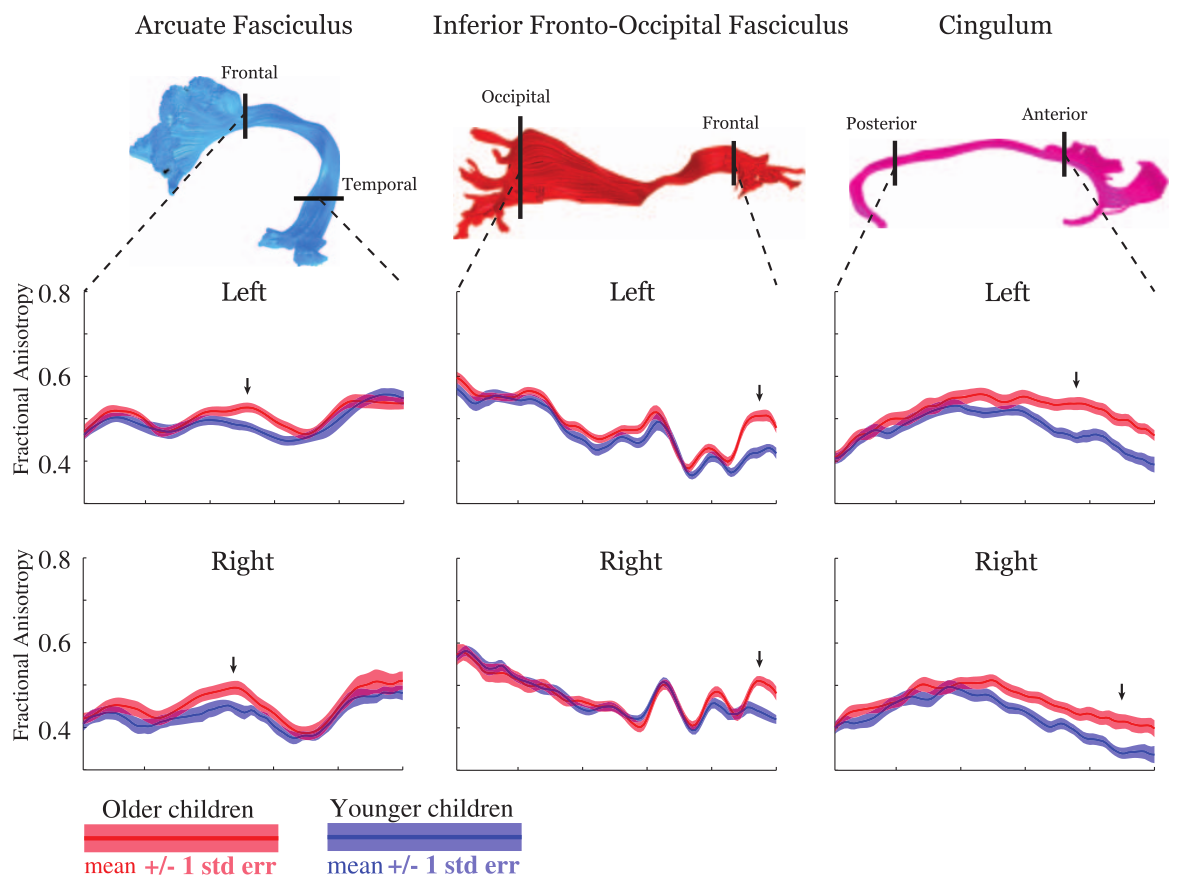 Arcuate Fasciculus
Inferior Fronto-Occipital Fasciculus
Cingulum
Frontal
Temporal
Occipital
Frontal
Posterior
Anterior
Fractional Anisotropy
0.8
0.6
0.4
Left
Left
Left
Fractional Anisotropy
0.8
0.6
0.4
Right
Right
Right
Older children
mean +/- 1 std err
Younger children
mean +/- 1 std err